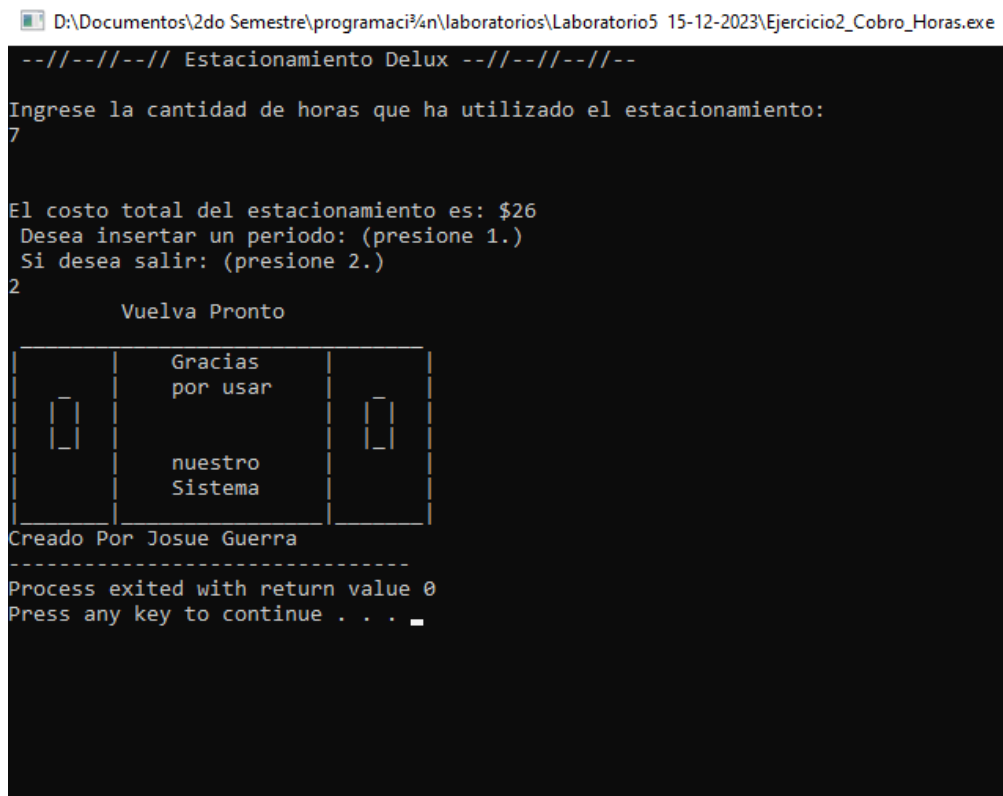 D:\Documentos\2do Semestre\programaci¾n\laboratorios\Laboratorio5 15-12-2023\Ejercicio2_Cobro_Horas.exe
--//--//--// Estacionamiento Delux --//--//--//--
Ingrese la cantidad de horas que ha utilizado el estacionamiento:
7
El costo total del estacionamiento es: $26
Desea insertar un periodo: (presione 1.)
Si desea salir: (presione 2.)
2
Vuelva Pronto
Gracias
por usar
nuestro
Sistema
Creado Por Josue Guerra
--------------------------------
Process exited with return value 0
Press any key to continue . . .